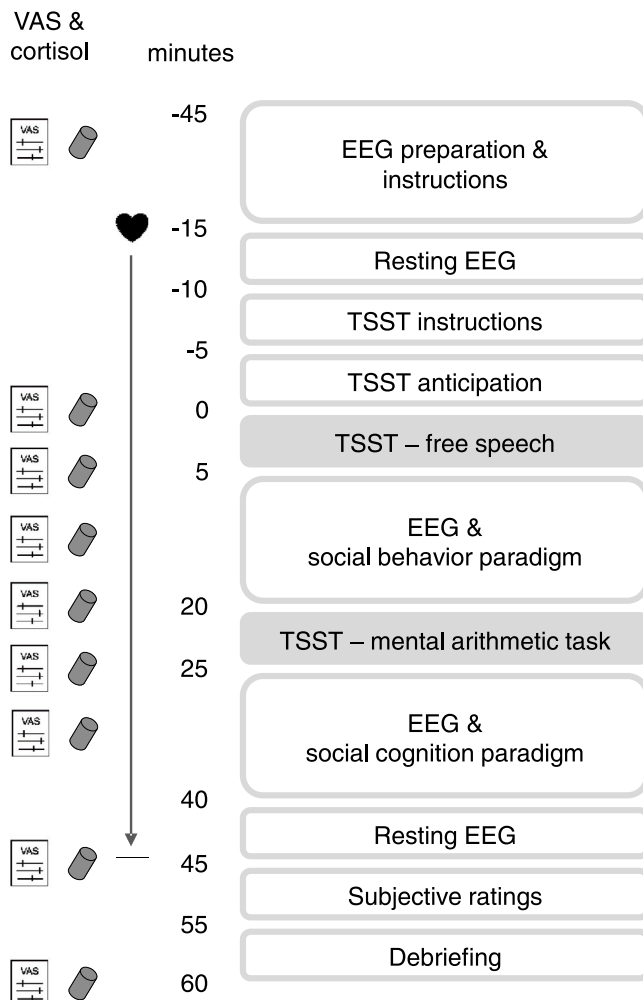 VAS &
cortisol
minutes
-45
VAS
EEG preparation &
instructions
-15
Resting EEG
-10
TSST instructions
-5
TSST anticipation
VAS
0
TSST – free speech
VAS
5
EEG &
social behavior paradigm
VAS
VAS
20
TSST – mental arithmetic task
VAS
25
EEG &
social cognition paradigm
VAS
40
Resting EEG
VAS
45
Subjective ratings
55
Debriefing
VAS
60